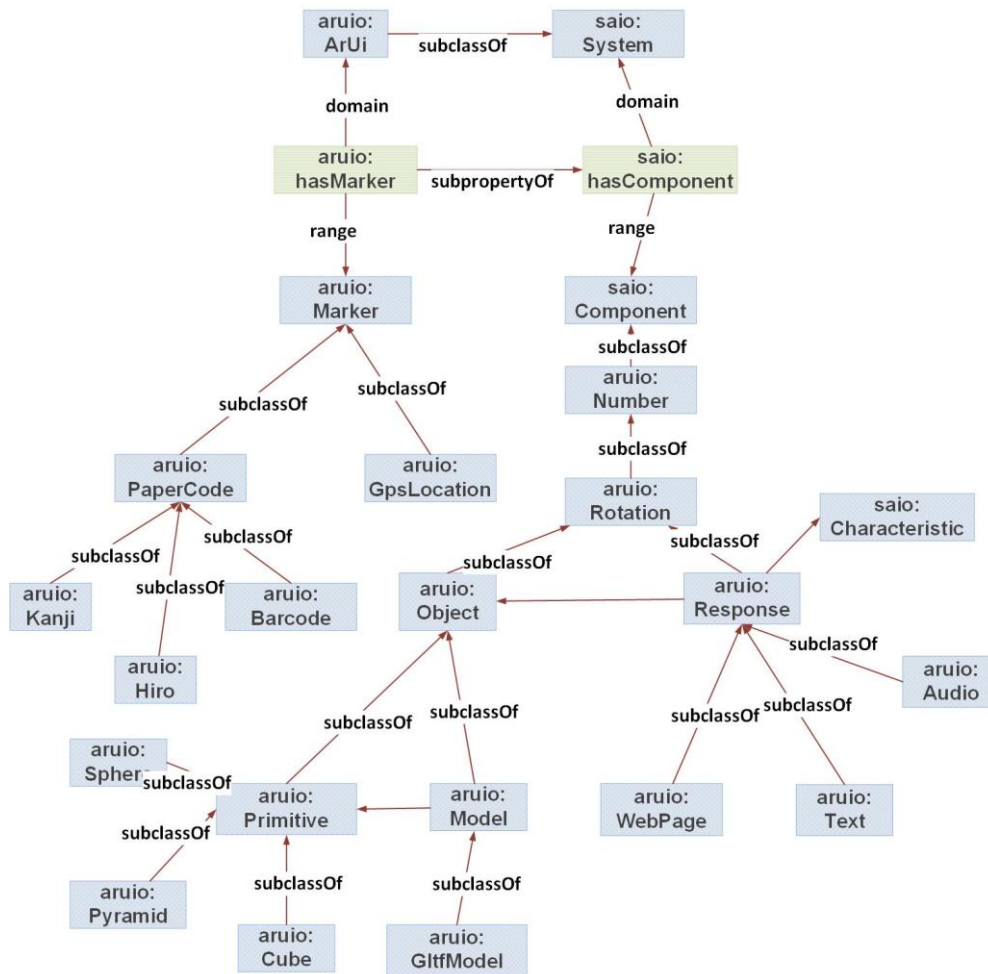 aruio:
ArUi
subclassOf
saio:
System
domain
domain
aruio:
hasMarker
subpropertyOf
saio:
hasComponent
range
range
aruio:
Marker
saio:
Component
subclassOf
aruio:
Number
subclassOf
subclassOf
subclassOf
aruio:
PaperCode
aruio:
GpsLocation
aruio:
Rotation
saio:
Characteristic
subclassOf
subclassOf
subclassOf
subclassOf
subclassOf
aruio:
Kanji
aruio:
Barcode
aruio:
Object
aruio:
Response
aruio:
Hiro
subclassOf
aruio:
Audio
subclassOf
subclassOf
subclassOf
subclassOf
aruio:
Spher
subclassOf
aruio:
Primitive
aruio:
Model
aruio:
WebPage
aruio:
Text
subclassOf
aruio:
Pyramid
subclassOf
subclassOf
aruio:
Cube
aruio:
GltfModel